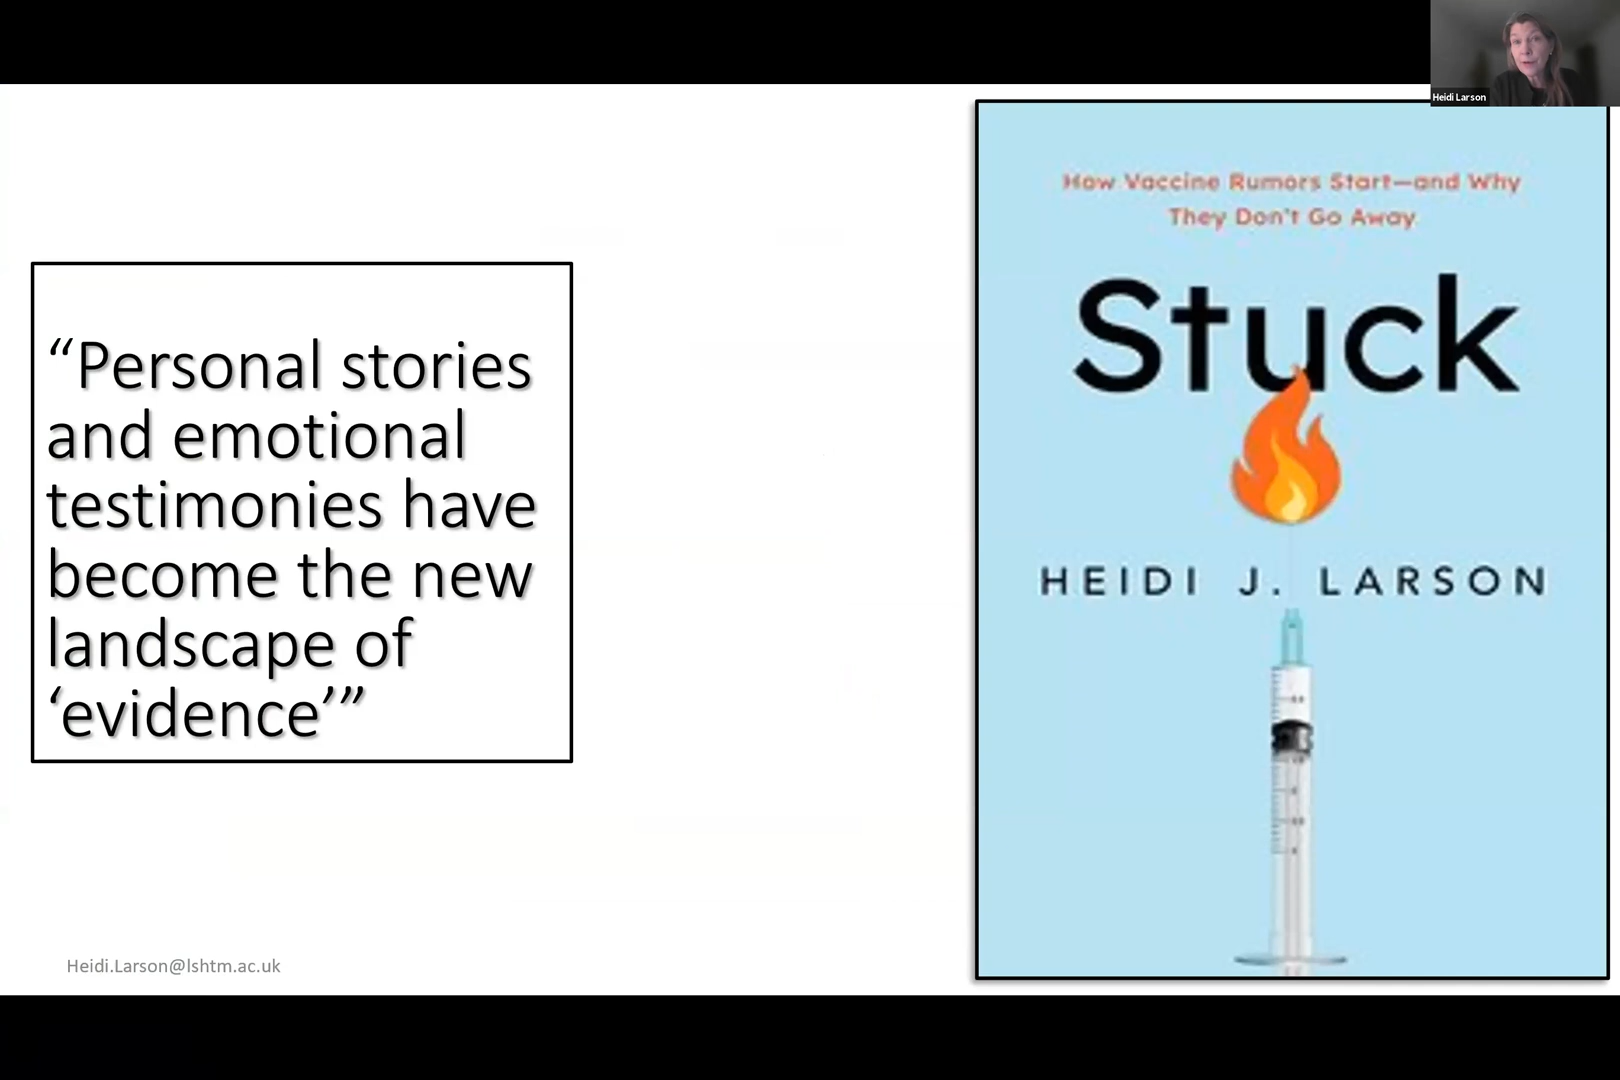 Heidi Larson
“Personal stories
and emotional
testimonies have
become the new
landscape of
‘evidence’”
Heidi.Larson@lshtm.ac.uk
How Vaccine Rumors Start—and Why
They Don't Go Away
Stuck
HEIDI J. LARSON